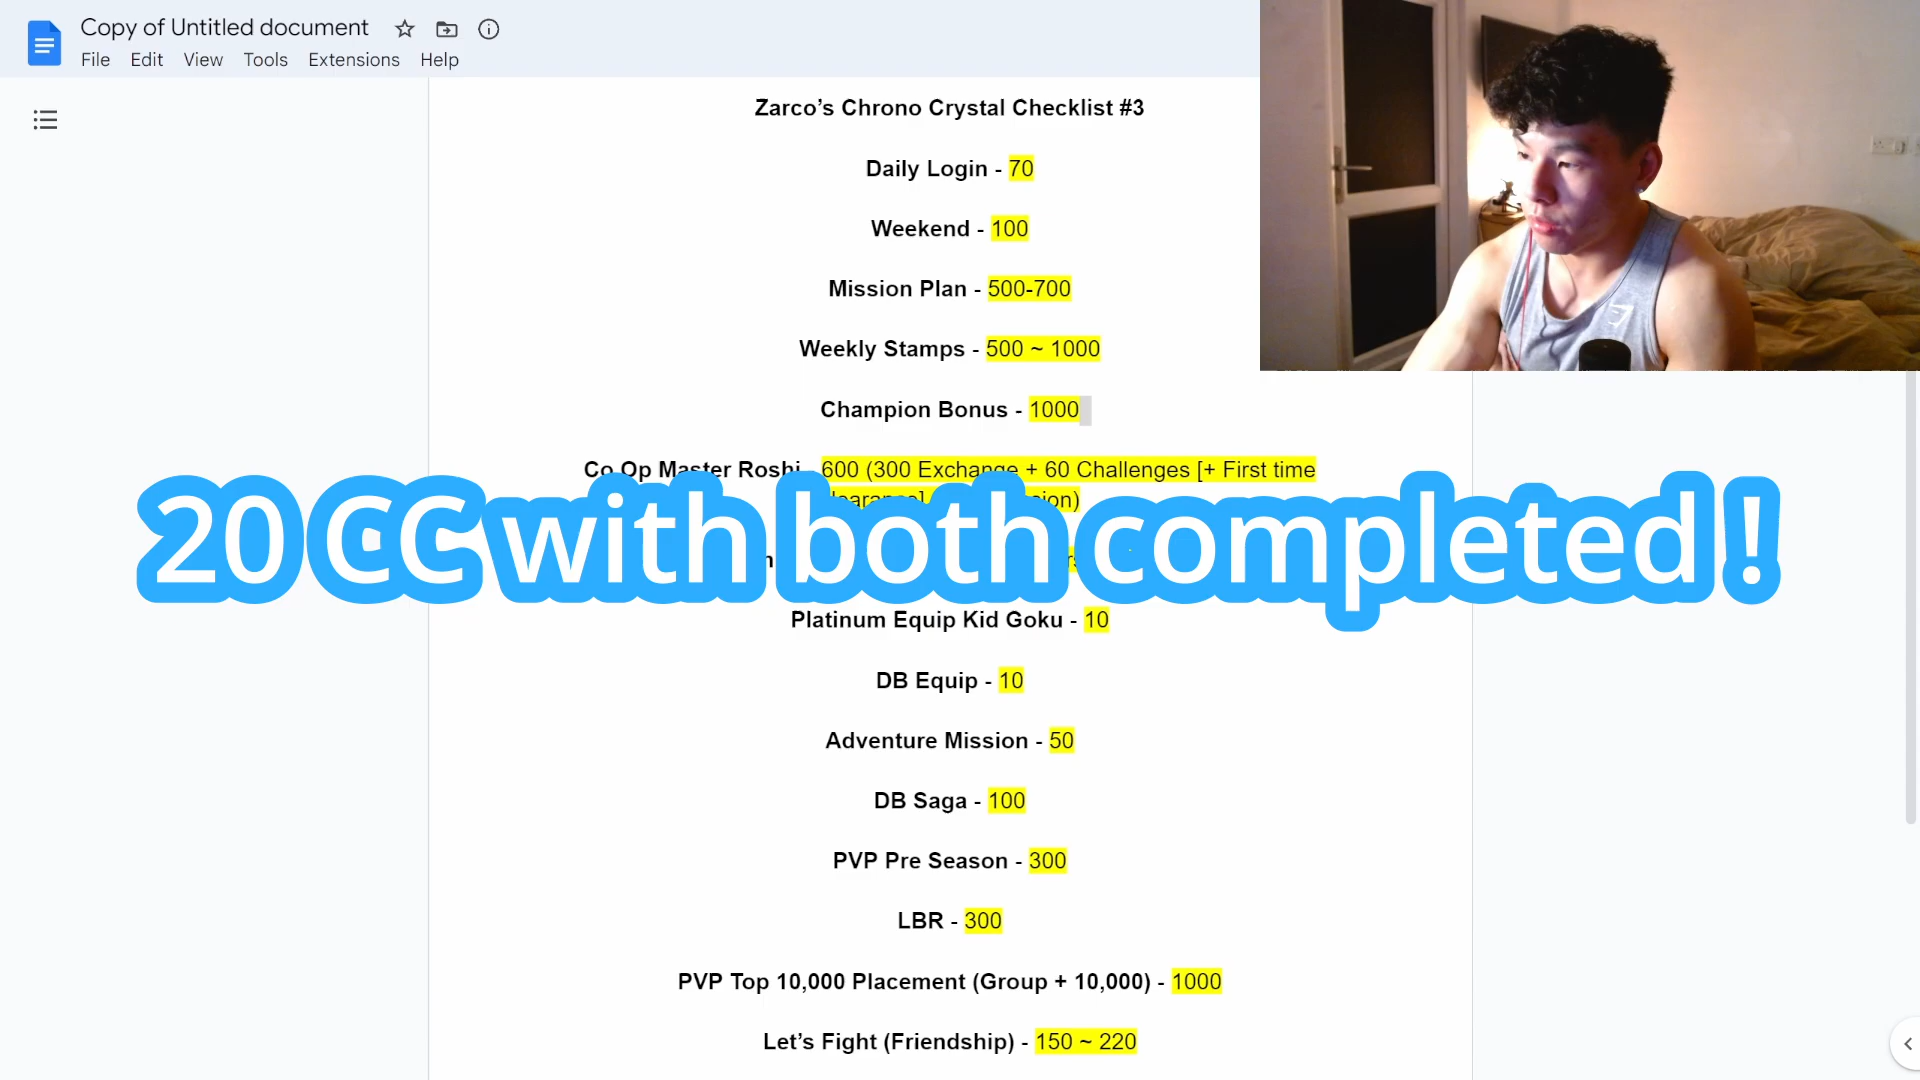 Copy of Untitled document
File Edit View Tools Extensions Help
Zarco’s Chrono Crystal Checklist #3
Daily Login - 70
Weekend - 100
Mission Plan - 500-700
Weekly Stamps - 500 ~ 1000
Champion Bonus - 1000
Co Op Master Roshi - 600 (300 Exchange + 60 Challenges [+ First time
20 CC with both completed !
Platinum Equip Kid Goku - 10
DB Equip - 10
Adventure Mission - 50
DB Saga - 100
PVP Pre Season - 300
LBR - 300
PVP Top 10,000 Placement (Group + 10,000) - 1000
Let’s Fight (Friendship) - 150 ~ 220